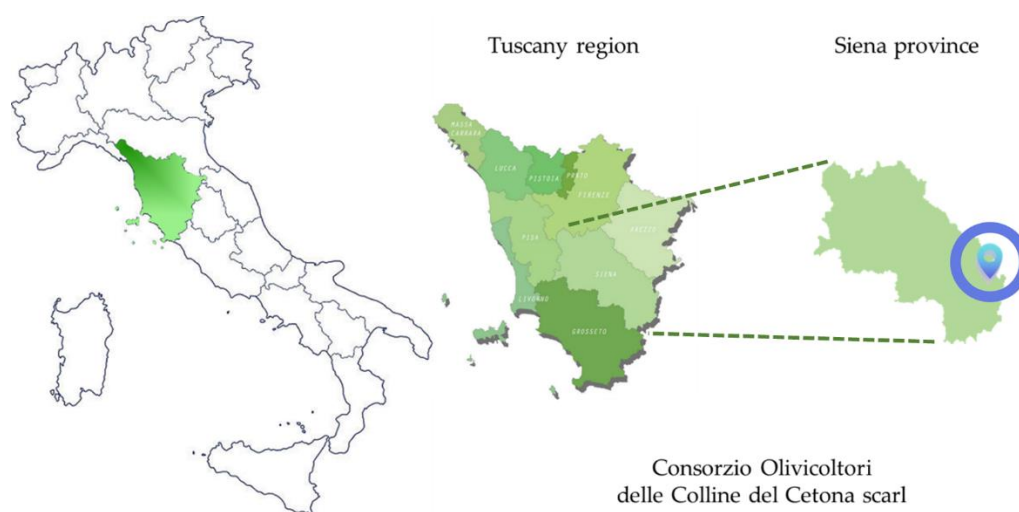 Tuscany region
Siena province
MASSA
CARRARA
LUCCA
PISTOIA
PRATO
FIRENZE
AREZZO
PISA
SIENA
LIVORNO
GROSSETO
Consorzio Olivicoltori
delle Colline del Cetona scarl